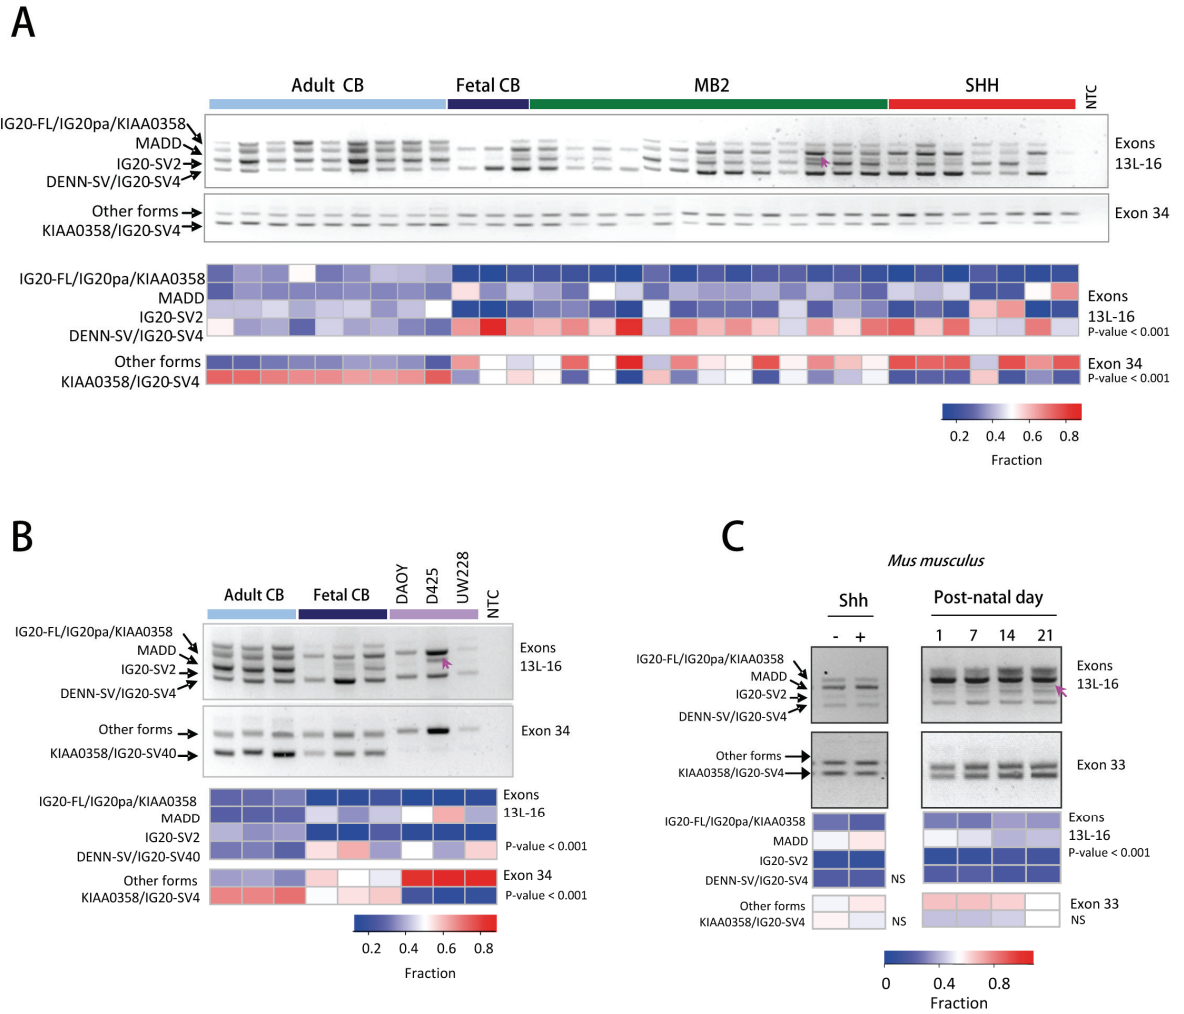 A
Adult CB
Fetal CB
MB2
SHH
NTC
IG20-FL/IG20pa/KIAA0358
MADD
IG20-SV2
DENN-SV/IG20-SV4
Exons
13L-16
Other forms
KIAA0358/IG20-SV4
Exon 34
IG20-FL/IG20pa/KIAA0358
MADD
IG20-SV2
DENN-SV/IG20-SV4
Exons
13L-16
P-value < 0.001
Other forms
KIAA0358/IG20-SV4
Exon 34
P-value < 0.001
0.2 0.4 0.6 0.8
Fraction
B
Adult CB
Fetal CB
DAOY
D425
UW228
NTC
IG20-FL/IG20pa/KIAA0358
MADD
IG20-SV2
DENN-SV/IG20-SV4
Exons
13L-16
Other forms
KIAA0358/IG20-SV40
Exon 34
IG20-FL/IG20pa/KIAA0358
MADD
IG20-SV2
DENN-SV/IG20-SV40
Exons
13L-16
P-value < 0.001
Other forms
KIAA0358/IG20-SV4
Exon 34
P-value < 0.001
0.2 0.4 0.6 0.8
Fraction
C
Mus musculus
Shh
Post-natal day
- +
1 7 14 21
IG20-FL/IG20pa/KIAA0358
MADD
IG20-SV2
DENN-SV/IG20-SV4
Exons
13L-16
Other forms
KIAA0358/IG20-SV4
Exon 33
IG20-FL/IG20pa/KIAA0358
MADD
IG20-SV2
DENN-SV/IG20-SV4
NS
Exons
13L-16
P-value < 0.001
Other forms
KIAA0358/IG20-SV4
NS
Exon 33
NS
0 0.4 0.8
Fraction